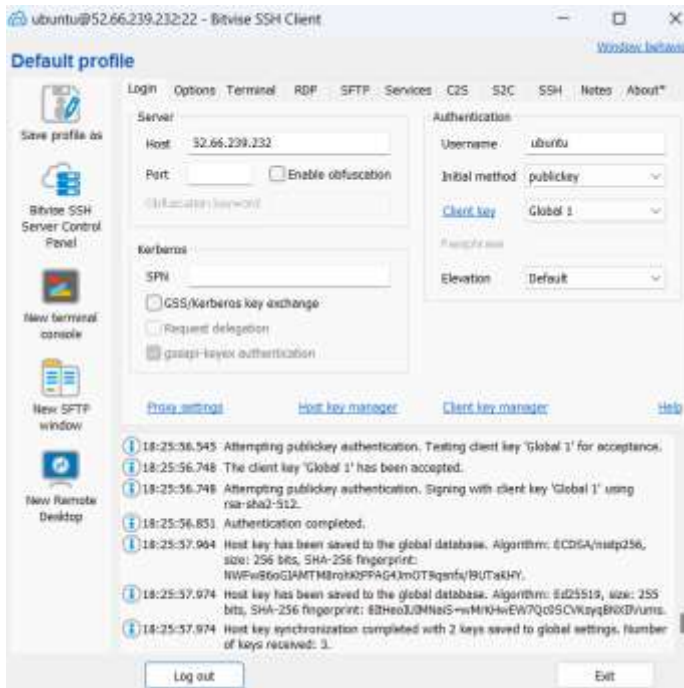 ubuntu@52.66.239.232:22 - Bitvise SSH Client
Default profile
Login Options Terminal RDP SFTP Services C2S S2C SSH Notes About*
Save profile as
Bitvise SSH
Server Control
Panel
New terminal
console
New SFTP
window
New Remote
Desktop
Server
Host 52.66.239.232
Port Enable obfuscation
Obfuscation keyword
Kerberos
SPN
GSS/Kerberos key exchange
Request delegation
gssapi-keyex authentication
Authentication
Username ubuntu
Initial method publickey
Client key Global 1
Passphrase
Elevation Default
Proxy settings Host key manager Client key manager Help
18:25:56.545 Attempting publickey authentication. Testing client key 'Global 1' for acceptance.
18:25:56.748 The client key 'Global 1' has been accepted.
18:25:56.748 Attempting publickey authentication. Signing with client key 'Global 1' using
rsa-sha2-512.
18:25:56.851 Authentication completed.
18:25:57.964 Host key has been saved to the global database. Algorithm: ECDSA/nistp256,
size: 256 bits, SHA-256 fingerprint:
18:25:57.974 Host key has been saved to the global database. Algorithm: Ed25519, size: 255
bits, SHA-256 fingerprint:
18:25:57.974 Host key synchronization completed with 2 keys saved to global settings. Number
of keys received: 3.
Log out Exit